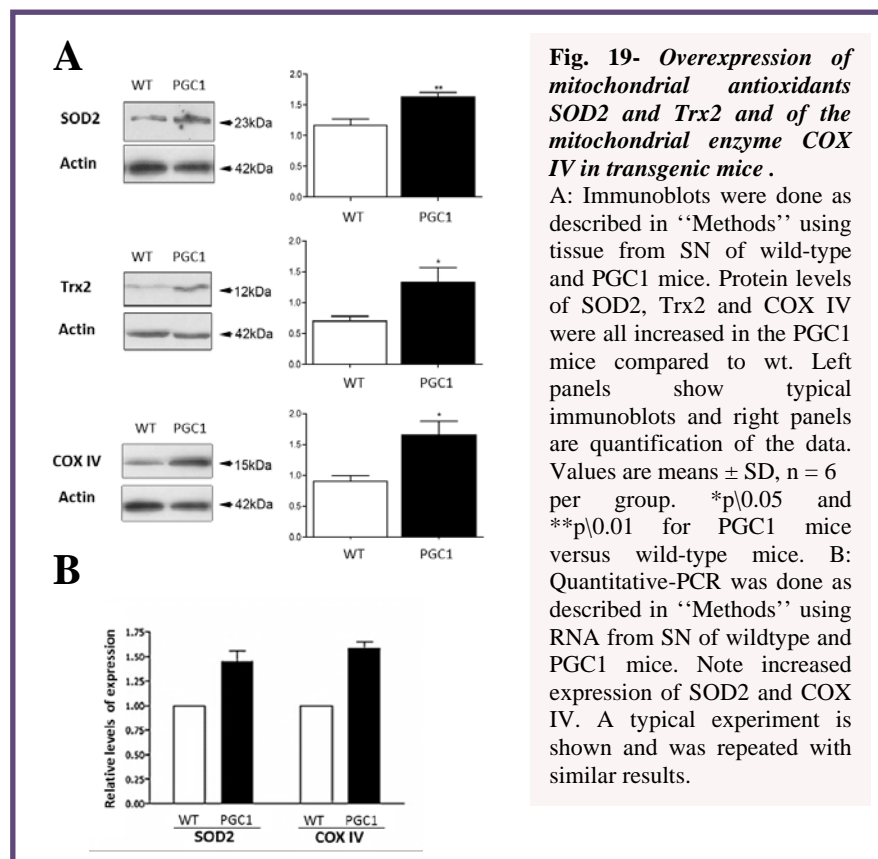 A
WT PGC1
SOD2
23kDa
Actin
42kDa
2.0
1.5
1.0
0.5
0.0
**
WT PGC1
WT PGC1
Trx2
12kDa
Actin
42kDa
2.0
1.5
1.0
0.5
0.0
*
WT PGC1
WT PGC1
COX IV
15kDa
Actin
42kDa
2.0
1.5
1.0
0.5
0.0
*
WT PGC1
B
Relative levels of expression
1.75
1.50
1.25
1.00
0.75
0.50
0.25
0.00
WT PGC1 WT PGC1
SOD2 COX IV
Fig. 19- Overexpression of
mitochondrial antioxidants
SOD2 and Trx2 and of the
mitochondrial enzyme COX
IV in transgenic mice .
A: Immunoblots were done as
described in ‘‘Methods’’ using
tissue from SN of wild-type
and PGC1 mice. Protein levels
of SOD2, Trx2 and COX IV
were all increased in the PGC1
mice compared to wt. Left
panels show typical
immunoblots and right panels
are quantification of the data.
Values are means ± SD, n = 6
per group. *p\0.05 and
**p\0.01 for PGC1 mice
versus wild-type mice. B:
Quantitative-PCR was done as
described in ‘‘Methods’’ using
RNA from SN of wildtype and
PGC1 mice. Note increased
expression of SOD2 and COX
IV. A typical experiment is
shown and was repeated with
similar results.